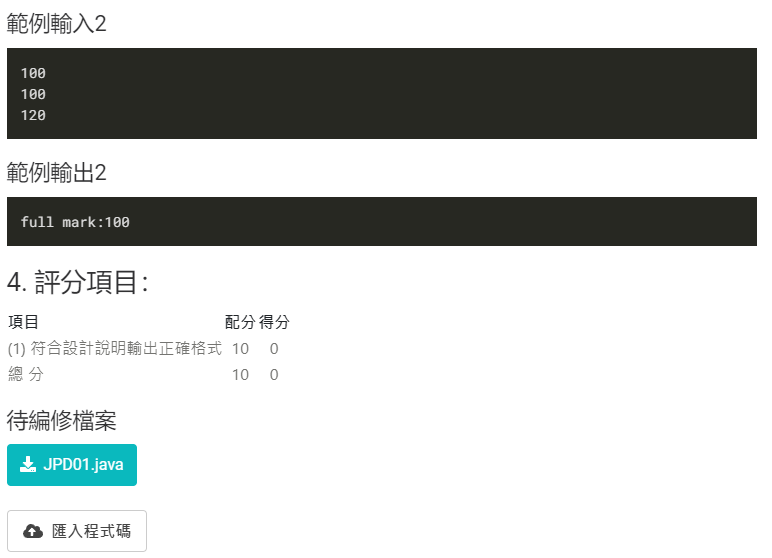 範例輸入2
100
100
120
範例輸出2
full mark:100
4. 評分項目：
項目 配分 得分
(1) 符合設計說明輸出正確格式 10 0
總 分 10 0
待編修檔案
JPD01.java
匯入程式碼